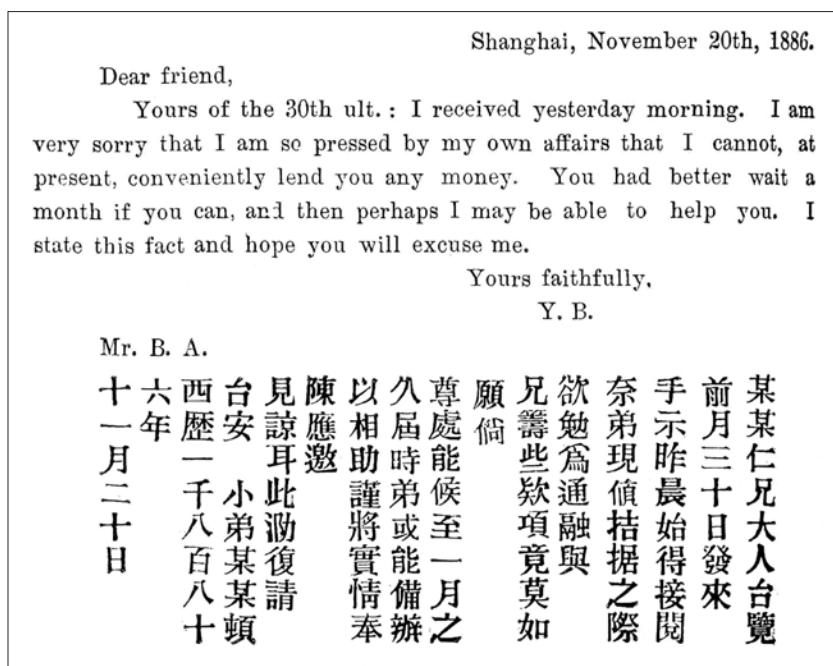 Shanghai, November 20th, 1886.
Dear friend,
Yours of the 30th ult.: I received yesterday morning. I am
very sorry that I am so pressed by my own affairs that I cannot, at
present, conveniently lend you any money. You had better wait a
month if you can, and then perhaps I may be able to help you. I
state this fact and hope you will excuse me.
Yours faithfully,
Y. B.
Mr. B. A.
某某仁兄大人台覽
前月三十日發來
手示昨晨始得接閱
奈弟現値拮据之際
欲勉爲通融與
兄籌些欵項竟莫如
願倘
尊處能候至一月之
久屆時弟或能備辦
以相助謹將實情奉
陳應邀
見諒耳此泐復請
台安 小弟某某頓
西歷一千八百八十
六年
十一月二十日